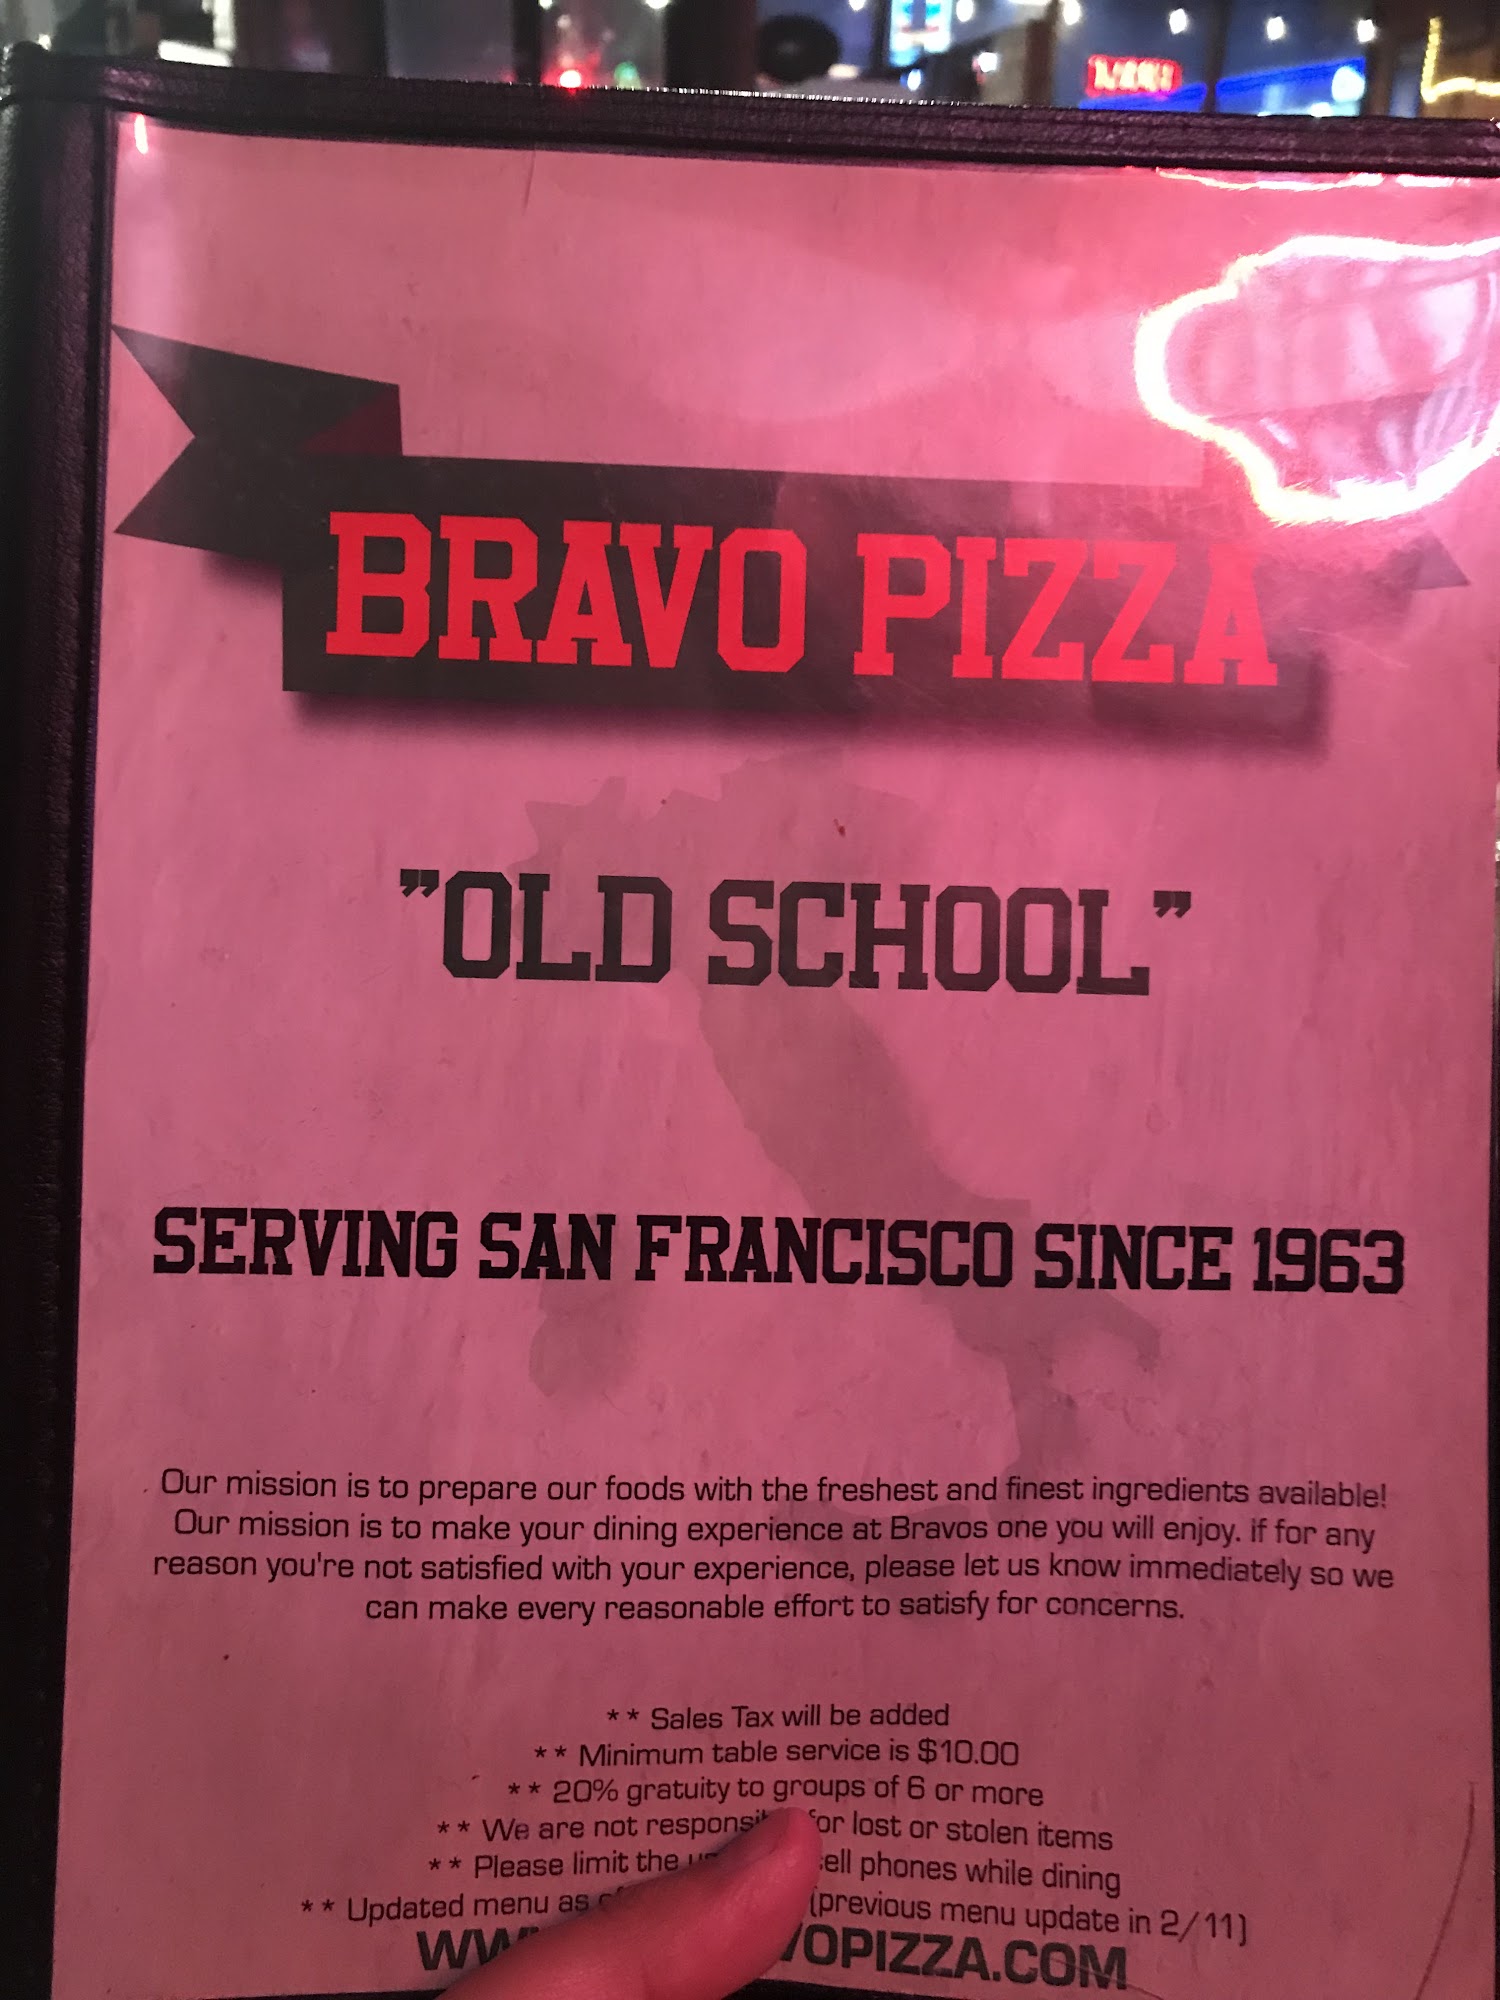 BRAVO PIZZA
"OLD SCHOOL"
SERVING SAN FRANCISCO SINCE 1963
Our mission is to prepare our foods with the freshest and finest ingredients available!
Our mission is to make your dining experience at Bravos one you will enjoy. if for any
reason you're not satisfied with your experience, please let us know immediately so we
can make every reasonable effort to satisfy for concerns.
** Sales Tax will be added
** Minimum table service is $10.00
** 20% gratuity to groups of 6 or more
** We are not for lost or stolen items
** Please limit the phones while dining
** Updated menu as (previous menu update in 2/11)